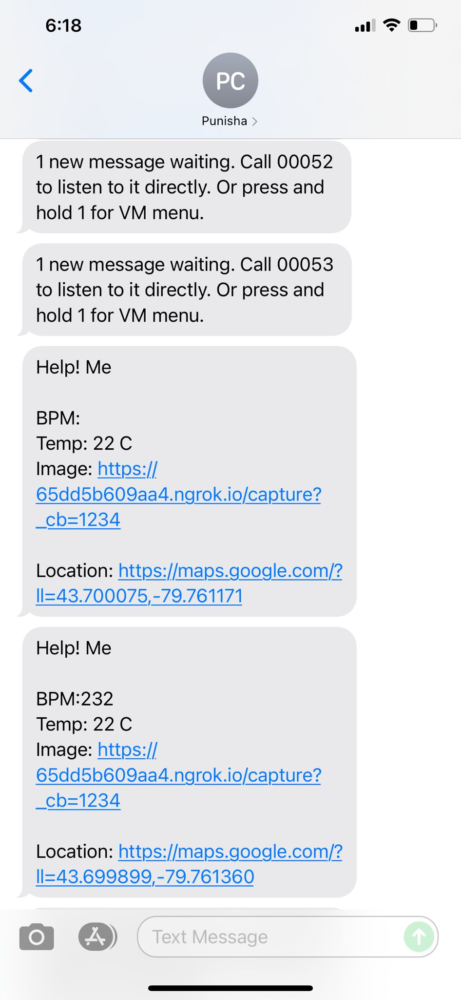 6:18
PC
Punisha
1 new message waiting. Call 00052
to listen to it directly. Or press and
hold 1 for VM menu.
1 new message waiting. Call 00053
to listen to it directly. Or press and
hold 1 for VM menu.
Help! Me
BPM:
Temp: 22 C
Image: https://
65dd5b609aa4.ngrok.io/capture?
_cb=1234
Location: https://maps.google.com/?
ll=43.700075,-79.761171
Help! Me
BPM:232
Temp: 22 C
Image: https://
65dd5b609aa4.ngrok.io/capture?
_cb=1234
Location: https://maps.google.com/?
ll=43.699899,-79.761360
Text Message